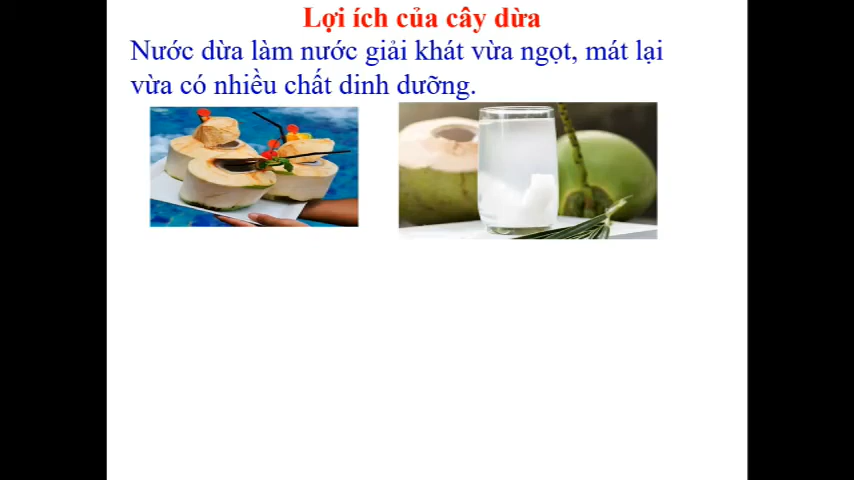 Lợi ích của cây dừa
Nước dừa làm nước giải khát vừa ngọt, mát lại
vừa có nhiều chất dinh dưỡng.